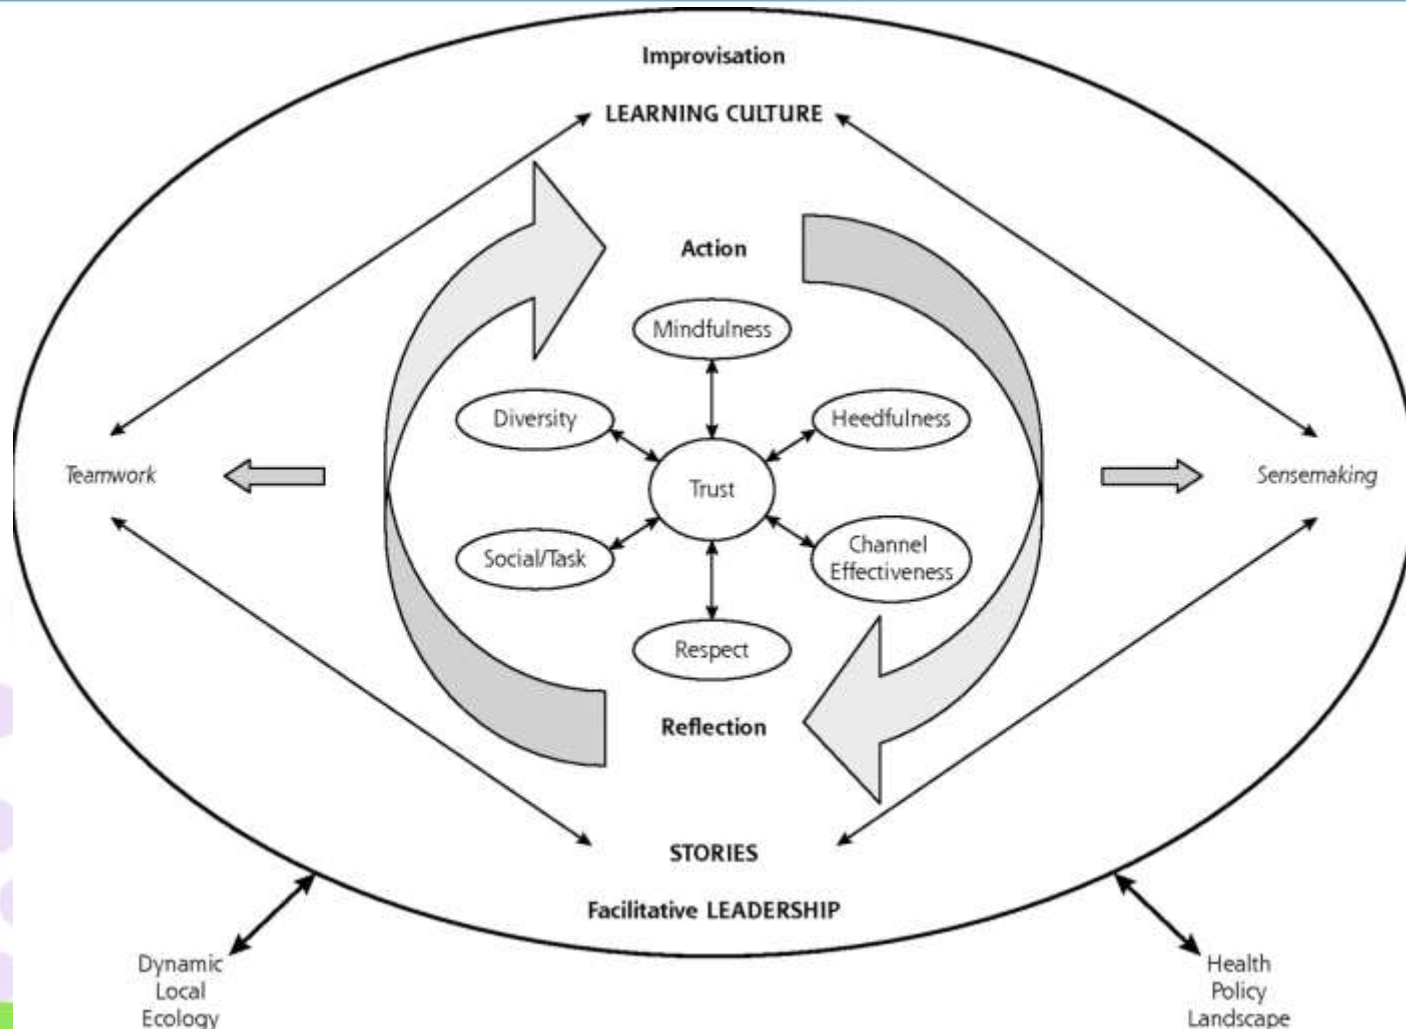 Improvisation
LEARNING CULTURE
Action
Mindfulness
Diversity
Heedfulness
Teamwork
Trust
Sensemaking
Social/Task
Channel
Effectiveness
Respect
Reflection
STORIES
Facilitative LEADERSHIP
Dynamic
Local
Ecology
Health
Policy
Landscape